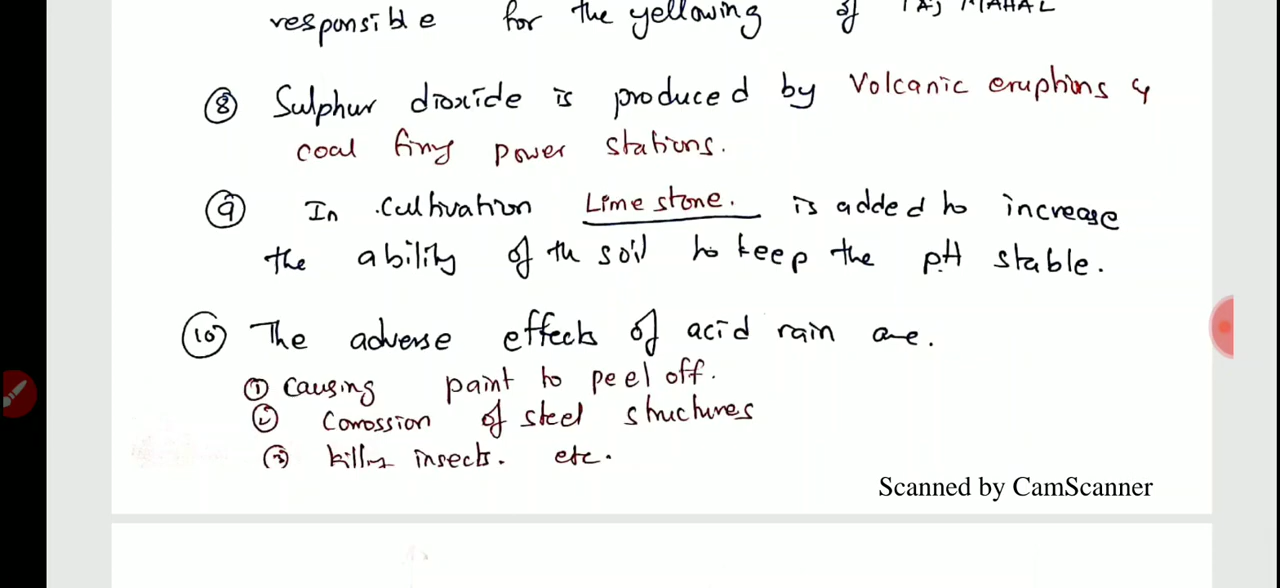 responsible for the yellowing of TAJ MAHAL
⑧ Sulphur dioxide is produced by Volcanic eruptions &
coal firing power stations.
⑨ In cultivation Lime stone. is added to increase
the ability of the soil to keep the pH stable.
⑩ The adverse effects of acid rain are.
① causing paint to peel off.
② Corrossion of steel structures
③ killing insects. etc.
Scanned by CamScanner